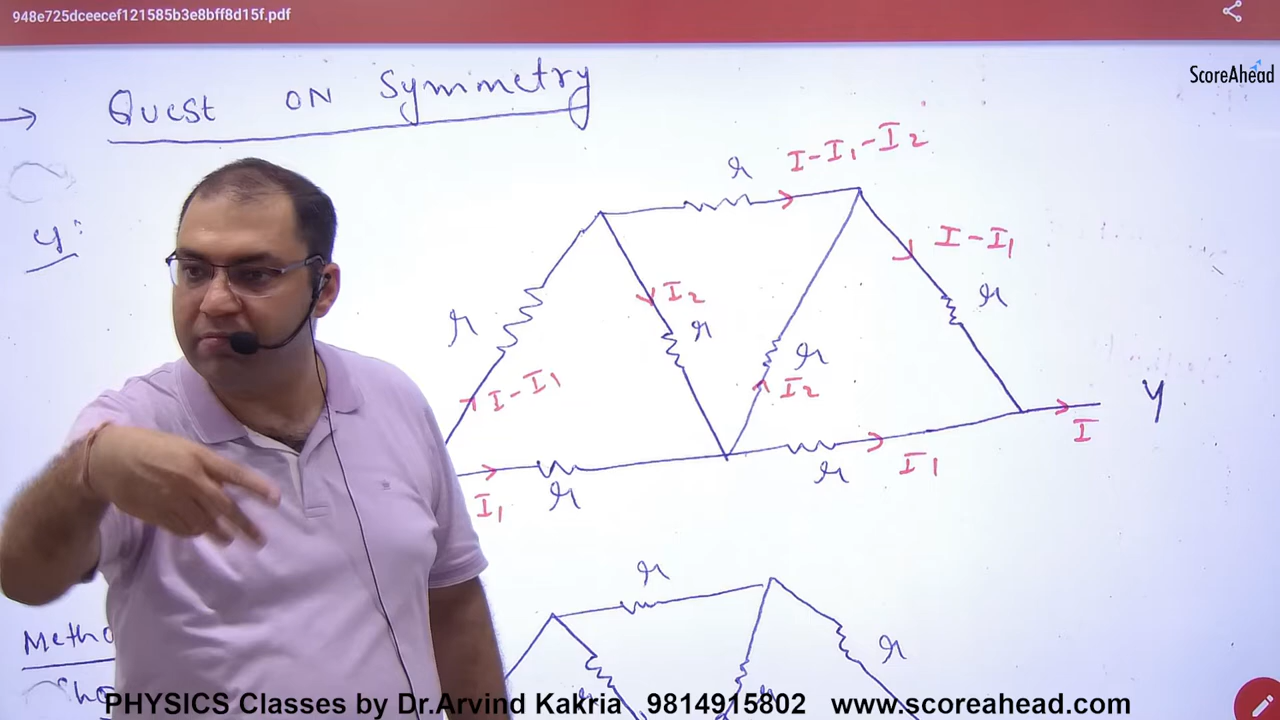 948e725dceecef121585b3e8bff8d15f.pdf
ScoreAhead
→ Quest ON Symmetry
r I-I₁-I₂
I-I₁
r I₂ r r r
I-I₁ I₂
Y
I
I₁ r r I₁
r
r
Metho
PHYSICS Classes by Dr.Arvind Kakria 9814915802 www.scoreahead.com